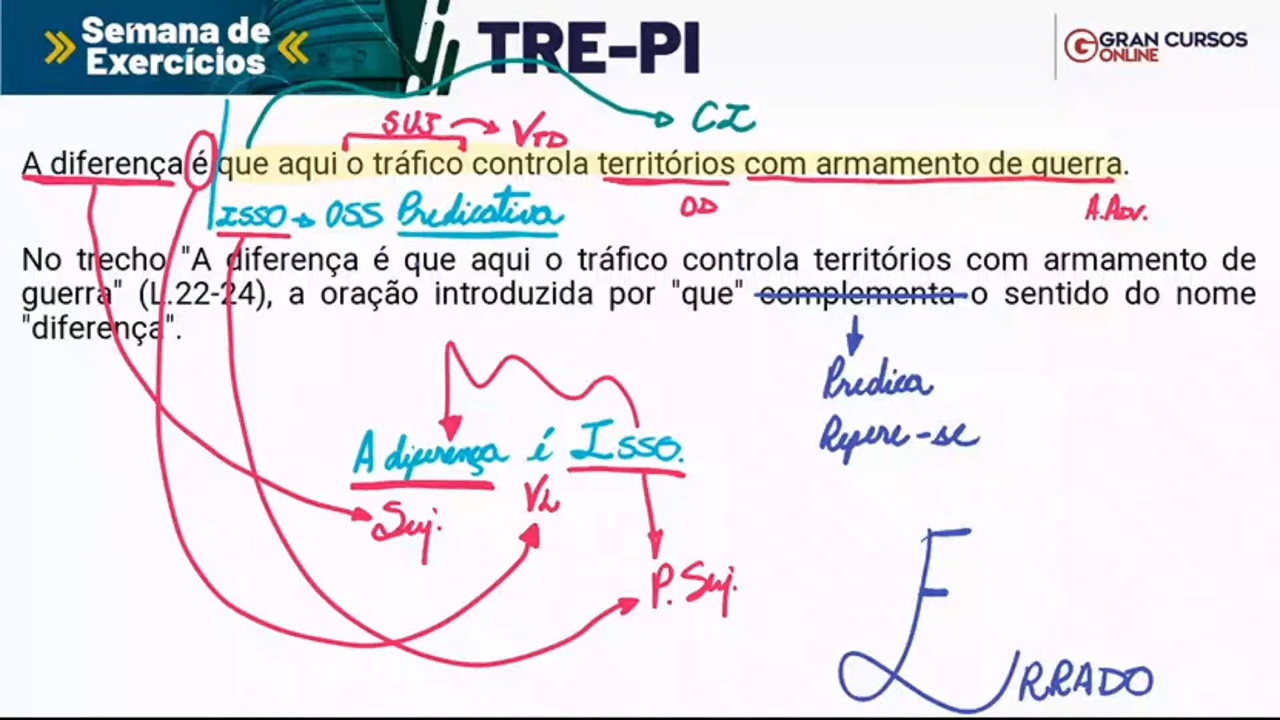 Semana de
Exercícios
TRE-PI
GRAN CURSOS
ONLINE
SUJ VTD CI
A diferença é que aqui o tráfico controla territórios com armamento de guerra.
ISSO OSS Predicativa OD A.ADV.
No trecho "A diferença é que aqui o tráfico controla territórios com armamento de
guerra" (L.22-24), a oração introduzida por "que" complementa o sentido do nome
"diferença".
Predica
Refere-se
A diferença é Isso.
Suj. VL
P. Suj.
ERRADO